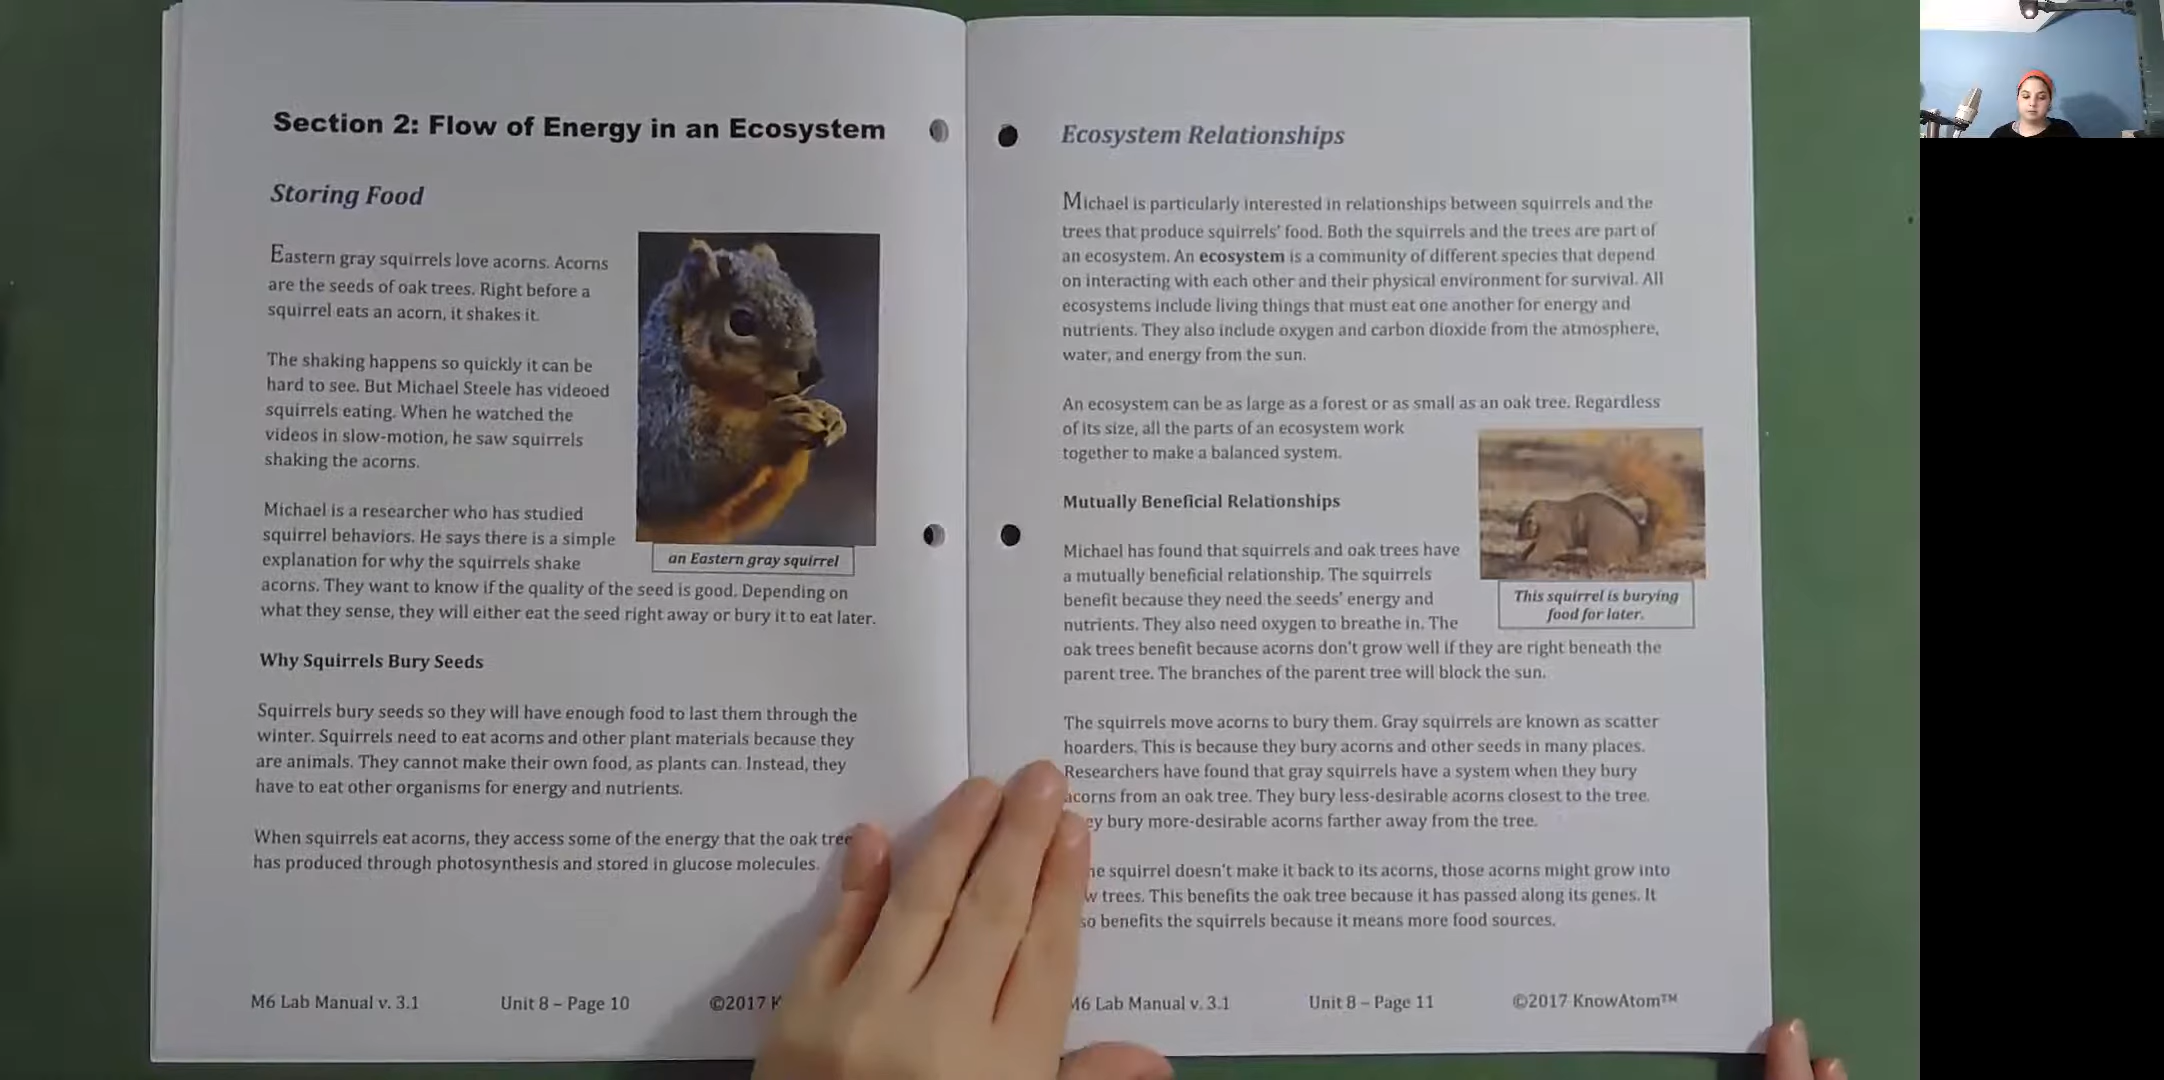 Section 2: Flow of Energy in an Ecosystem
Storing Food
Eastern gray squirrels love acorns. Acorns
are the seeds of oak trees. Right before a
squirrel eats an acorn, it shakes it.
The shaking happens so quickly it can be
hard to see. But Michael Steele has videoed
squirrels eating. When he watched the
videos in slow-motion, he saw squirrels
shaking the acorns.
Michael is a researcher who has studied
squirrel behaviors. He says there is a simple
explanation for why the squirrels shake
acorns. They want to know if the quality of the seed is good. Depending on
what they sense, they will either eat the seed right away or bury it to eat later.
an Eastern gray squirrel
Why Squirrels Bury Seeds
Squirrels bury seeds so they will have enough food to last them through the
winter. Squirrels need to eat acorns and other plant materials because they
are animals. They cannot make their own food, as plants can. Instead, they
have to eat other organisms for energy and nutrients.
When squirrels eat acorns, they access some of the energy that the oak tree
has produced through photosynthesis and stored in glucose molecules.
M6 Lab Manual v. 3.1
Unit 8 – Page 10
©2017 K
Ecosystem Relationships
Michael is particularly interested in relationships between squirrels and the
trees that produce squirrels' food. Both the squirrels and the trees are part of
an ecosystem. An ecosystem is a community of different species that depend
on interacting with each other and their physical environment for survival. All
ecosystems include living things that must eat one another for energy and
nutrients. They also include oxygen and carbon dioxide from the atmosphere,
water, and energy from the sun.
An ecosystem can be as large as a forest or as small as an oak tree. Regardless
of its size, all the parts of an ecosystem work
together to make a balanced system.
Mutually Beneficial Relationships
Michael has found that squirrels and oak trees have
a mutually beneficial relationship. The squirrels
benefit because they need the seeds' energy and
nutrients. They also need oxygen to breathe in. The
oak trees benefit because acorns don't grow well if they are right beneath the
parent tree. The branches of the parent tree will block the sun.
This squirrel is burying
food for later.
The squirrels move acorns to bury them. Gray squirrels are known as scatter
hoarders. This is because they bury acorns and other seeds in many places.
Researchers have found that gray squirrels have a system when they bury
acorns from an oak tree. They bury less-desirable acorns closest to the tree.
ey bury more-desirable acorns farther away from the tree.
he squirrel doesn't make it back to its acorns, those acorns might grow into
w trees. This benefits the oak tree because it has passed along its genes. It
so benefits the squirrels because it means more food sources.
M6 Lab Manual v. 3.1
Unit 8 – Page 11
©2017 KnowAtom™